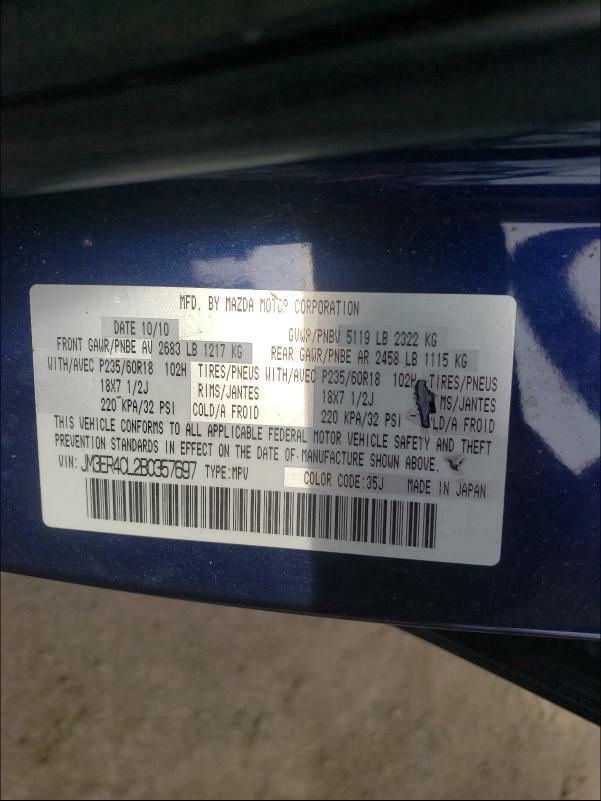 MFD. BY MAZDA MOTOR CORPORATION
DATE 10/10 GVWR/PNBV 5119 LB 2322 KG
FRONT GAWR/PNBE AV 2683 LB 1217 KG REAR GAWR/PNBE AR 2458 LB 1115 KG
WITH/AVEC P235/60R18 102H TIRES/PNEUS WITH/AVEC P235/60R18 102H TIRES/PNEUS
18X7 1/2J RIMS/JANTES 18X7 1/2J MS/JANTES
220 KPA/32 PSI COLD/A FROID 220 KPA/32 PSI LD/A FROID
THIS VEHICLE CONFORMS TO ALL APPLICABLE FEDERAL MOTOR VEHICLE SAFETY AND THEFT
PREVENTION STANDARDS IN EFFECT ON THE DATE OF MANUFACTURE SHOWN ABOVE.
VIN: JM3ER4CL2B0357697 TYPE:MPV COLOR CODE:35J MADE IN JAPAN